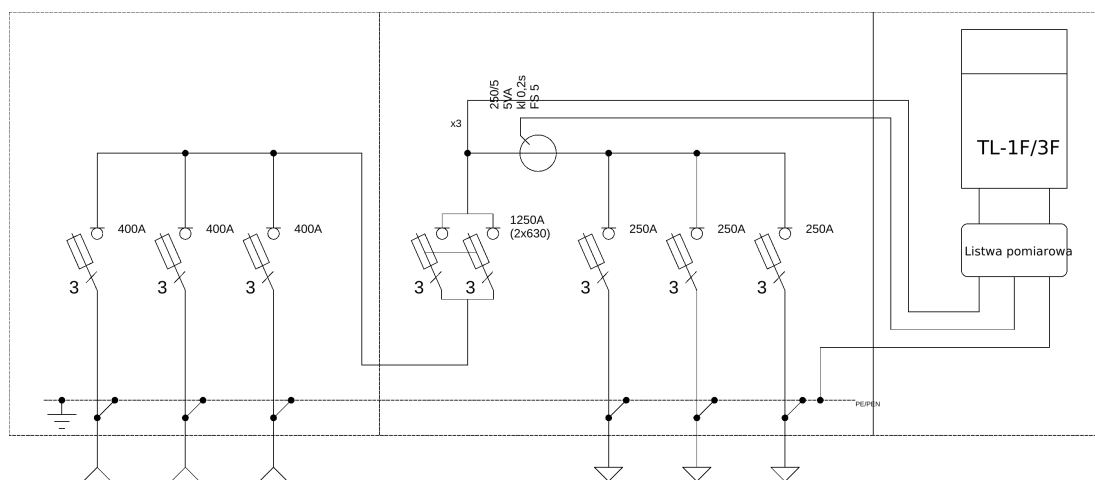 250/5
5VA
kl 0,2s
FS 5
x3
TL-1F/3F
400A
400A
400A
1250A
(2x630)
250A
250A
250A
Listwa pomiarowa
3
3
3
3
3
3
3
3
PE/PEN